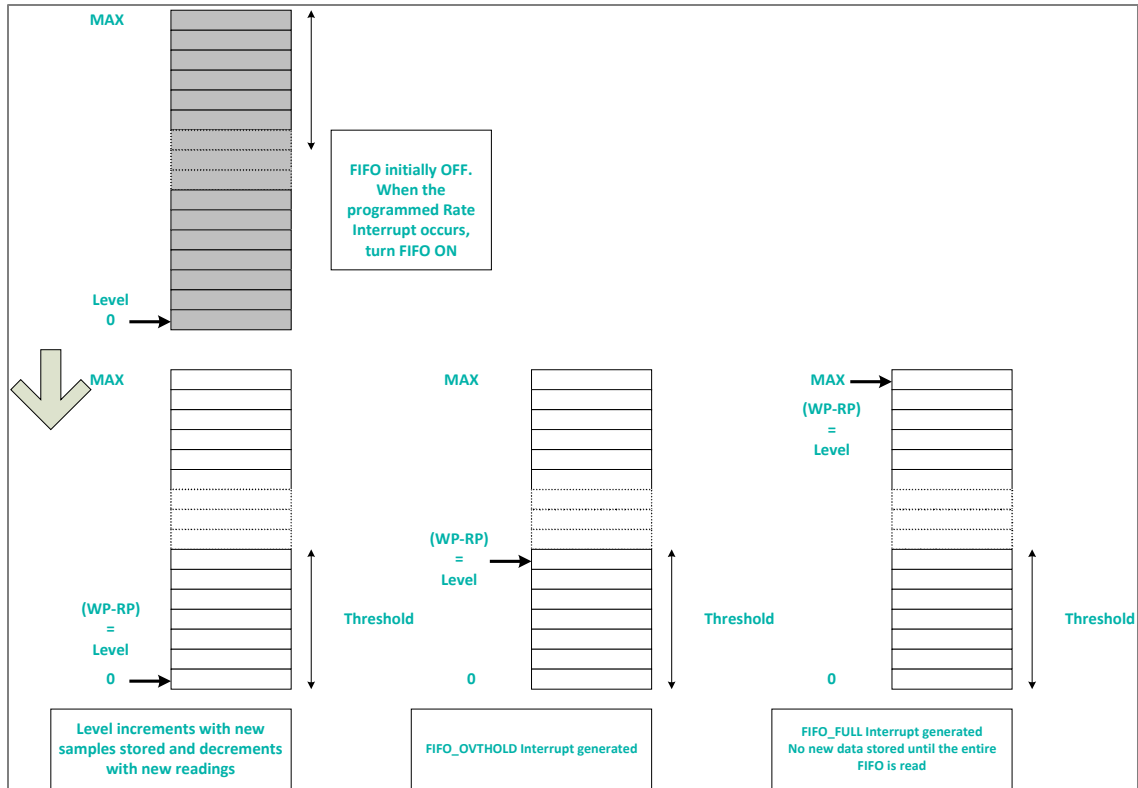 MAX
FIFO initially OFF.
When the
programmed Rate
Interrupt occurs,
turn FIFO ON
Level
0
MAX
(WP-RP)
=
Level
0
Threshold
MAX
(WP-RP)
=
Level
0
Threshold
MAX
(WP-RP)
=
Level
0
Threshold
Level increments with new
samples stored and decrements
with new readings
FIFO_OVTHOLD Interrupt generated
FIFO_FULL Interrupt generated
No new data stored until the entire
FIFO is read